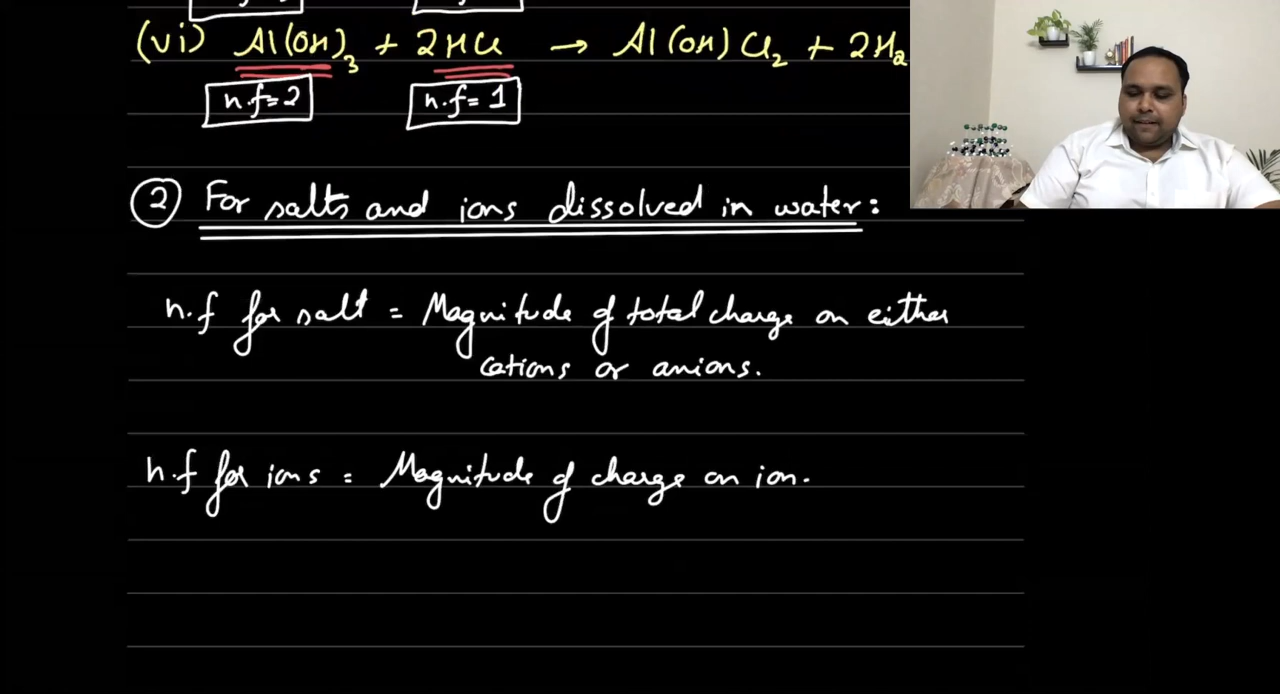 (vi) Al(OH)₃ + 2HCl → Al(OH)Cl₂ + 2H₂
n.f = 2 n.f = 1
② For salts and ions dissolved in water:
n.f for salt = Magnitude of total charge on either
cations or anions.
n.f for ions = Magnitude of charge on ion.